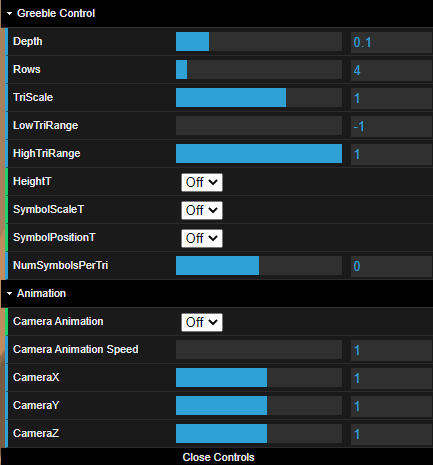 Greeble Control
Depth 0.1
Rows 4
TriScale 1
LowTriRange -1
HighTriRange 1
HeightT Off
SymbolScaleT Off
SymbolPositionT Off
NumSymbolsPerTri 0
Animation
Camera Animation Off
Camera Animation Speed 1
CameraX 1
CameraY 1
CameraZ 1
Close Controls